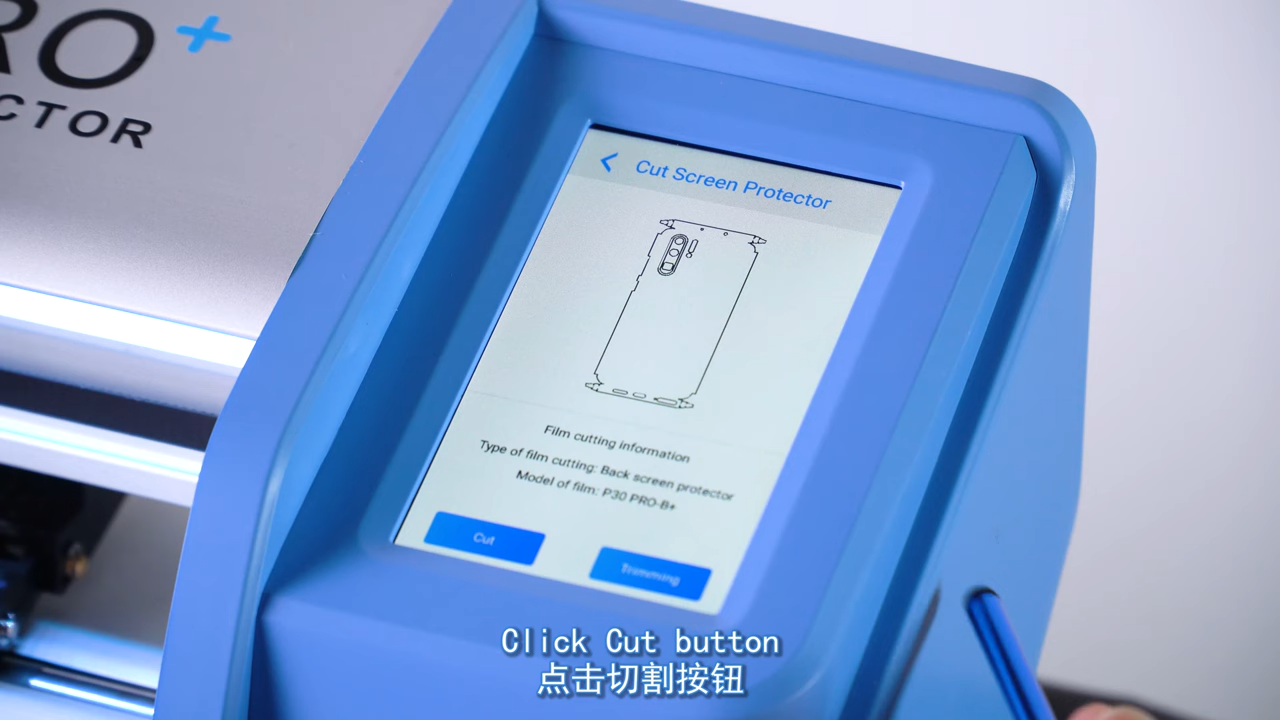 RO+
CTOR
Cut Screen Protector
Film cutting information
Type of film cutting: Back screen protector
Model of film: P30 PRO-B+
Cut
Trimming
Click Cut button
点击切割按钮